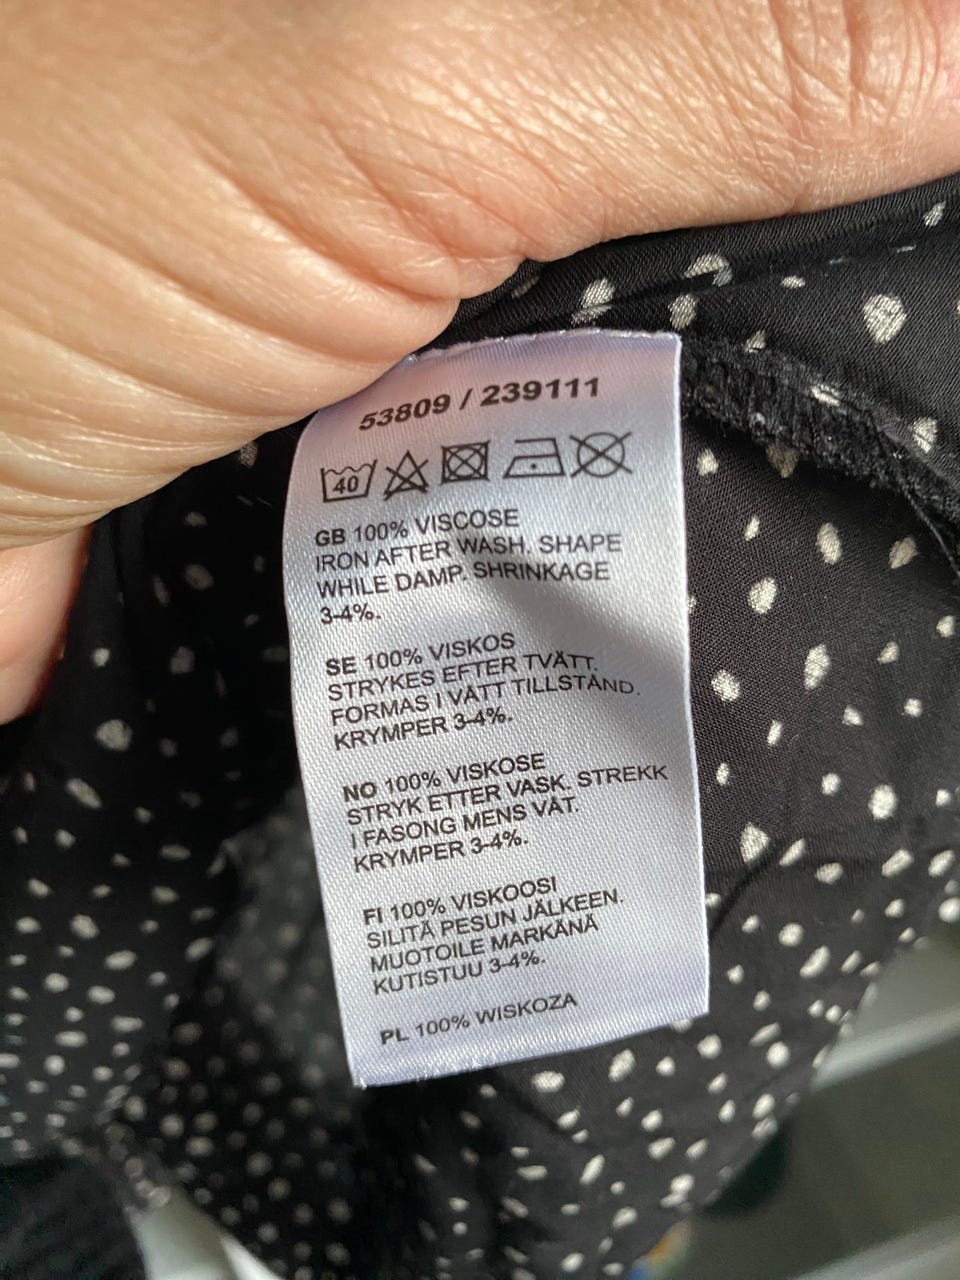 53809 / 239111
40
GB 100% VISCOSE
IRON AFTER WASH. SHAPE
WHILE DAMP. SHRINKAGE
3-4%.
SE 100% VISKOS
STRYKES EFTER TVÄTT.
FORMAS I VÅTT TILLSTÅND.
KRYMPER 3-4%.
NO 100% VISKOSE
STRYK ETTER VASK. STREKK
I FASONG MENS VÅT.
KRYMPER 3-4%.
FI 100% VISKOOSI
SILITÄ PESUN JÄLKEEN.
MUOTOILE MARKÄNÄ
KUTISTUU 3-4%.
PL 100% WISKOZA